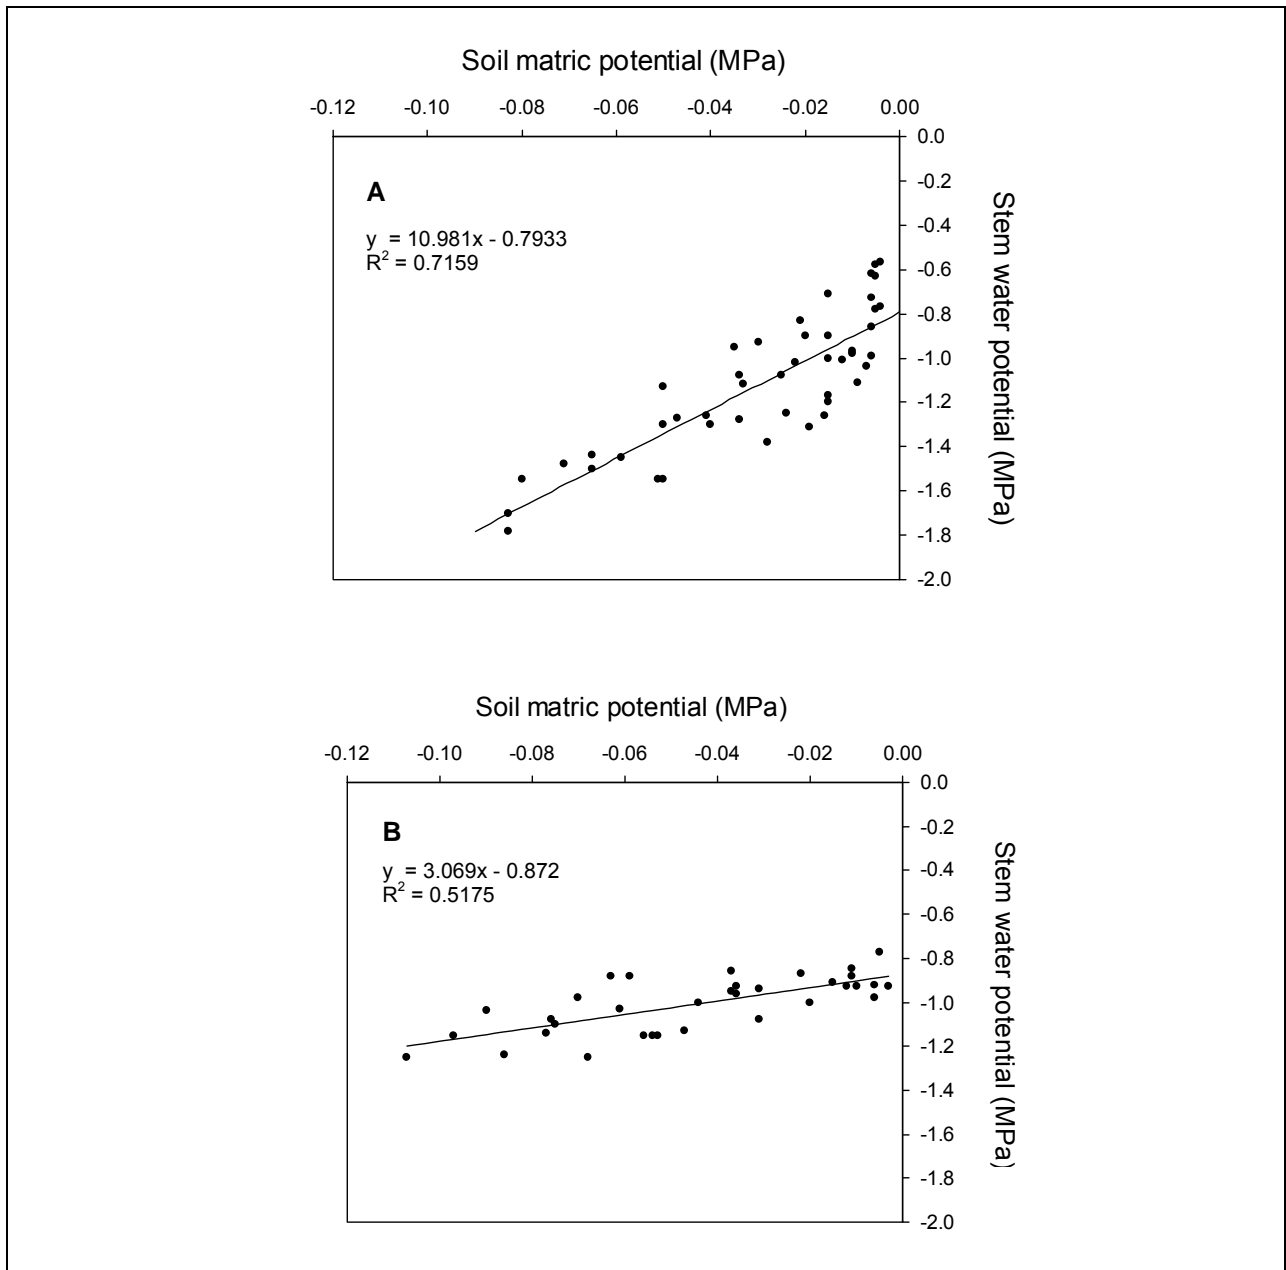 Soil matric potential (MPa)
-0.12 -0.10 -0.08 -0.06 -0.04 -0.02 0.00
0.0
-0.2
-0.4
-0.6
-0.8
-1.0
-1.2
-1.4
-1.6
-1.8
-2.0
Stem water potential (MPa)
A
y = 10.981x - 0.7933
R² = 0.7159
Soil matric potential (MPa)
-0.12 -0.10 -0.08 -0.06 -0.04 -0.02 0.00
0.0
-0.2
-0.4
-0.6
-0.8
-1.0
-1.2
-1.4
-1.6
-1.8
-2.0
Stem water potential (MPa)
B
y = 3.069x - 0.872
R² = 0.5175